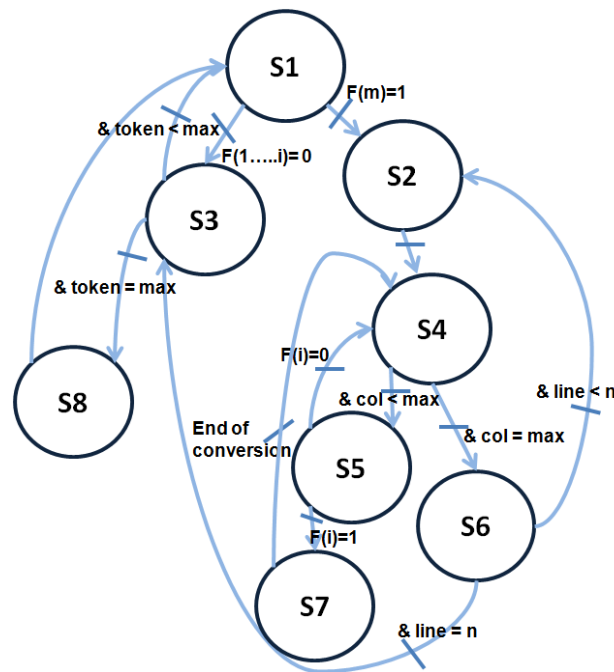 S1
F(m)=1
& token < max
F(1.....i)= 0
S2
S3
& token = max
S4
F(i)=0
& col < max
& line < n
S8
End of
conversion
& col = max
S5
S6
F(i)=1
S7
& line = n